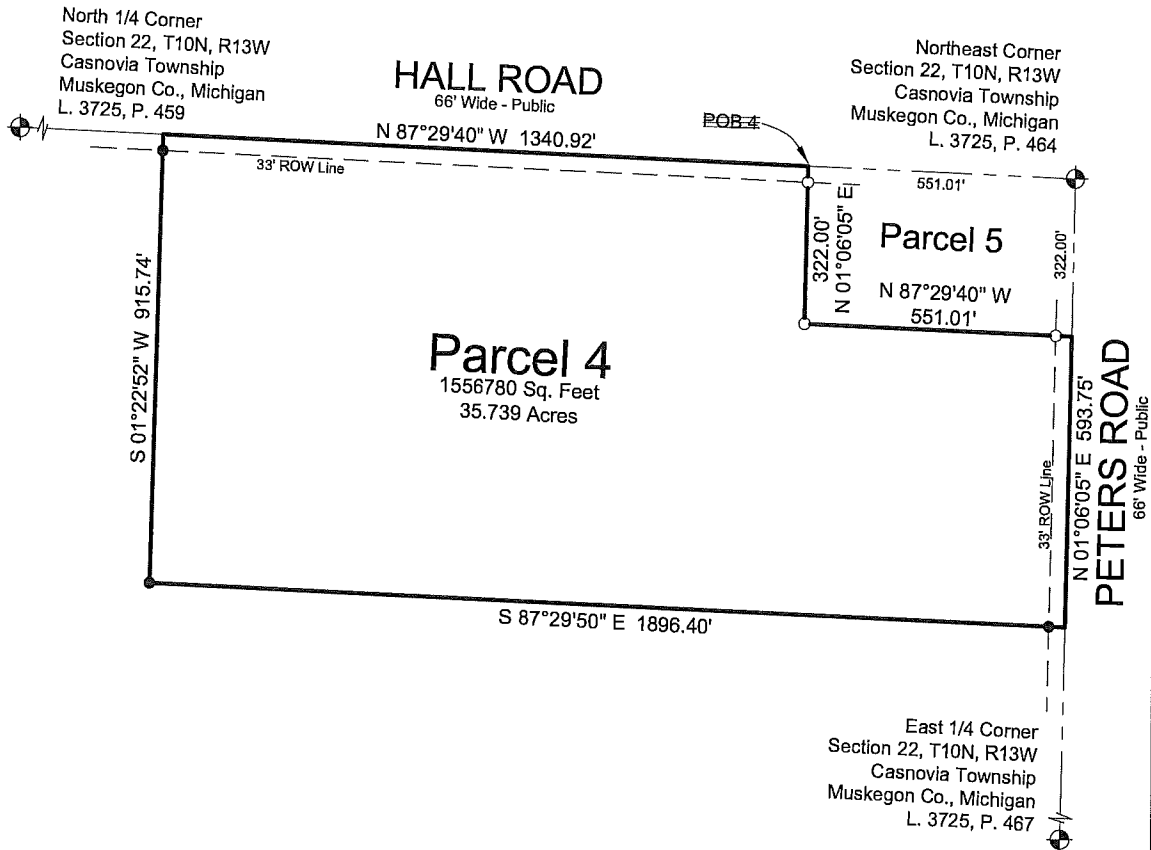 North 1/4 Corner
Section 22, T10N, R13W
Casnovia Township
Muskegon Co., Michigan
L. 3725, P. 459
HALL ROAD
66' Wide - Public
N 87°29'40" W 1340.92'
33' ROW Line
POB 4
Northeast Corner
Section 22, T10N, R13W
Casnovia Township
Muskegon Co., Michigan
L. 3725, P. 464
551.01'
322.00'
N 01°06'05" E
Parcel 5
322.00'
N 87°29'40" W
551.01'
S 01°22'52" W 915.74'
Parcel 4
1556780 Sq. Feet
35.739 Acres
33' ROW Line
N 01°06'05" E 593.75'
PETERS ROAD
66' Wide - Public
S 87°29'50" E 1896.40'
East 1/4 Corner
Section 22, T10N, R13W
Casnovia Township
Muskegon Co., Michigan
L. 3725, P. 467